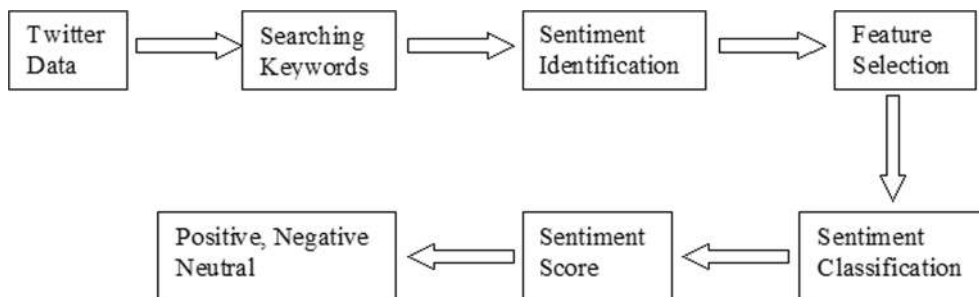 Twitter
Data
Searching
Keywords
Sentiment
Identification
Feature
Selection
Sentiment
Classification
Sentiment
Score
Positive, Negative
Neutral